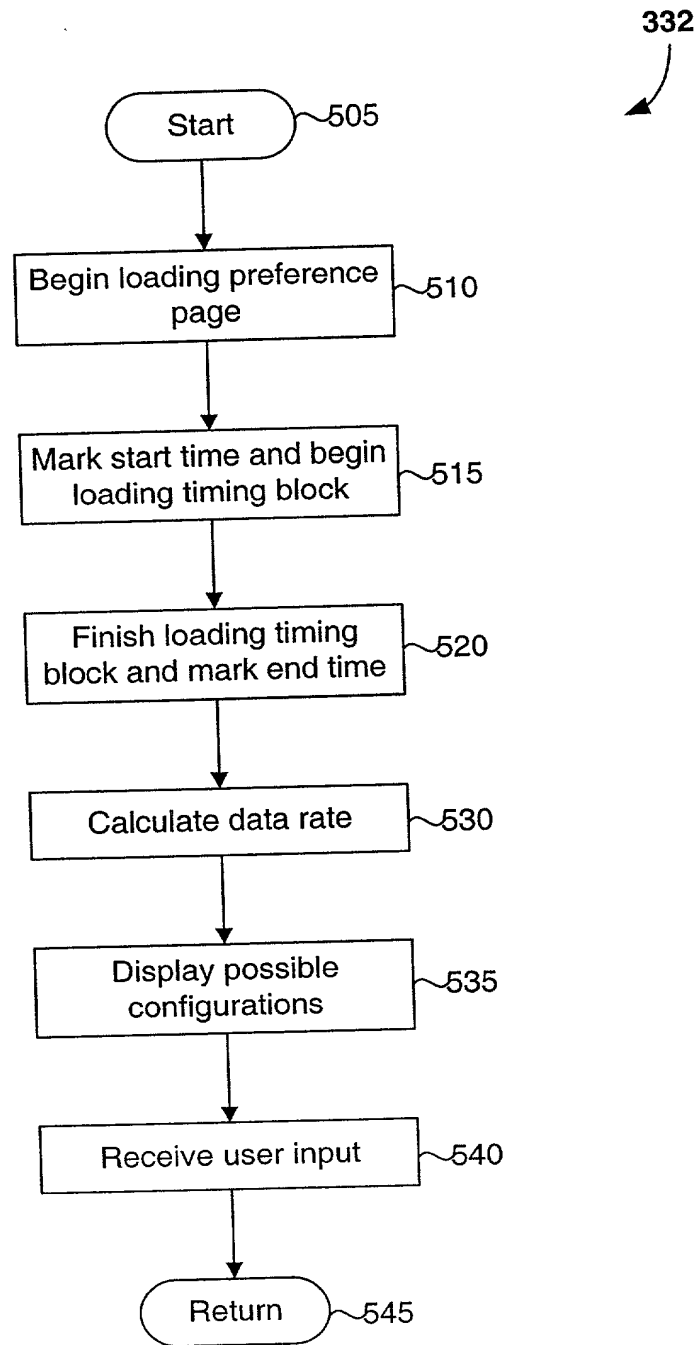 332
Start
505
Begin loading preference
page
510
Mark start time and begin
loading timing block
515
Finish loading timing
block and mark end time
520
Calculate data rate
530
Display possible
configurations
535
Receive user input
540
Return
545